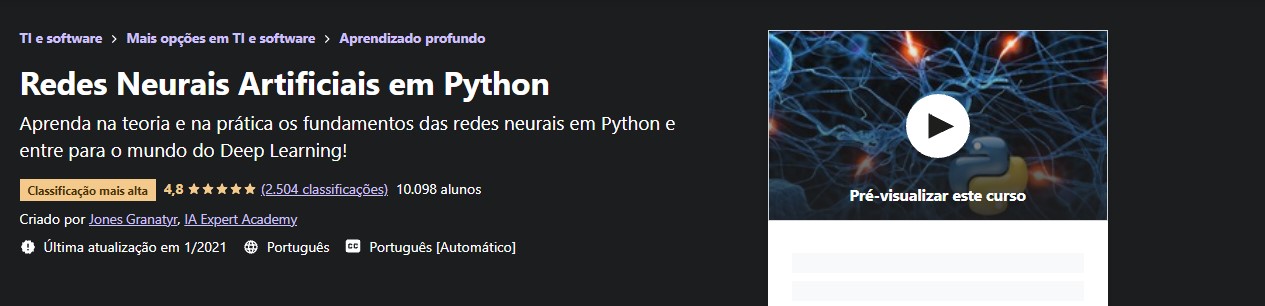 TI e software > Mais opções em TI e software > Aprendizado profundo
Redes Neurais Artificiais em Python
Aprenda na teoria e na prática os fundamentos das redes neurais em Python e
entre para o mundo do Deep Learning!
Classificação mais alta 4,8 (2.504 classificações) 10.098 alunos
Criado por Jones Granatyr, IA Expert Academy
Última atualização em 1/2021 Português CC Português [Automático]
Pré-visualizar este curso